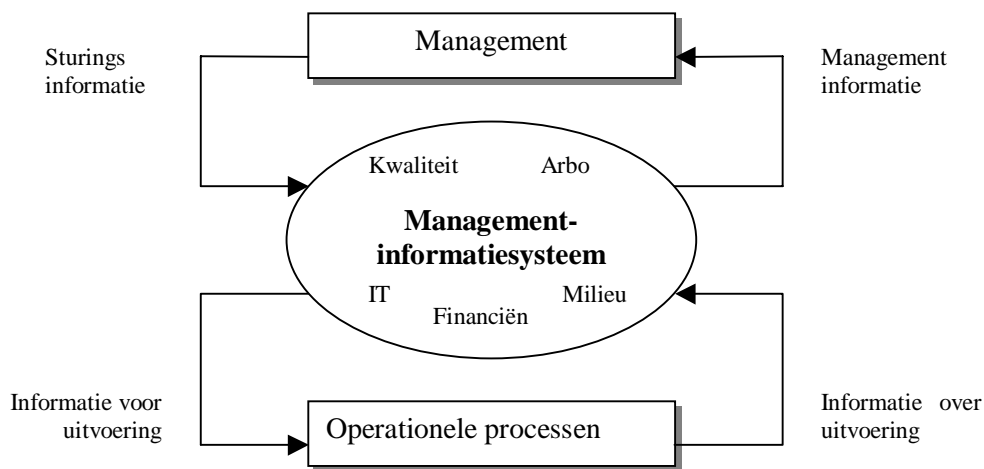 Management
Sturings
informatie
Management
informatie
Kwaliteit
Arbo
Management-
informatiesysteem
IT
Milieu
Financiën
Informatie voor
uitvoering
Operationele processen
Informatie over
uitvoering